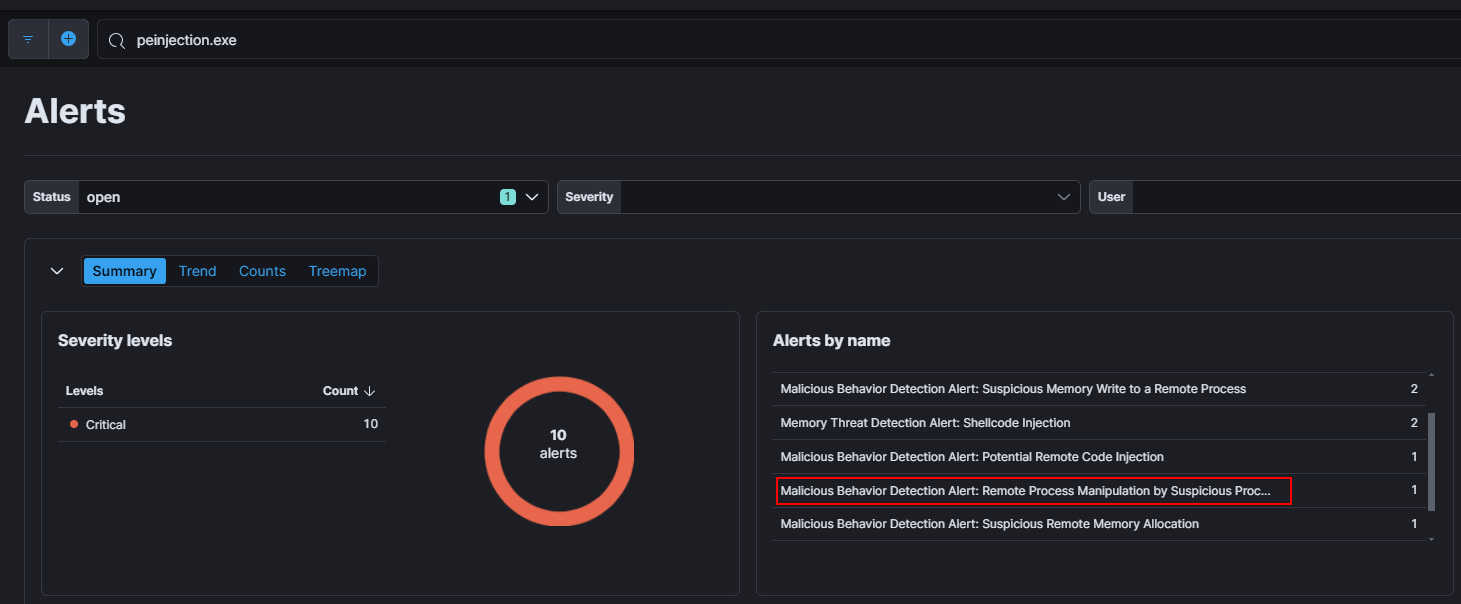 peinjection.exe
Alerts
Status open 1 Severity User
Summary Trend Counts Treemap
Severity levels
Levels Count
Critical 10
10
alerts
Alerts by name
Malicious Behavior Detection Alert: Suspicious Memory Write to a Remote Process 2
Memory Threat Detection Alert: Shellcode Injection 2
Malicious Behavior Detection Alert: Potential Remote Code Injection 1
Malicious Behavior Detection Alert: Remote Process Manipulation by Suspicious Proc... 1
Malicious Behavior Detection Alert: Suspicious Remote Memory Allocation 1